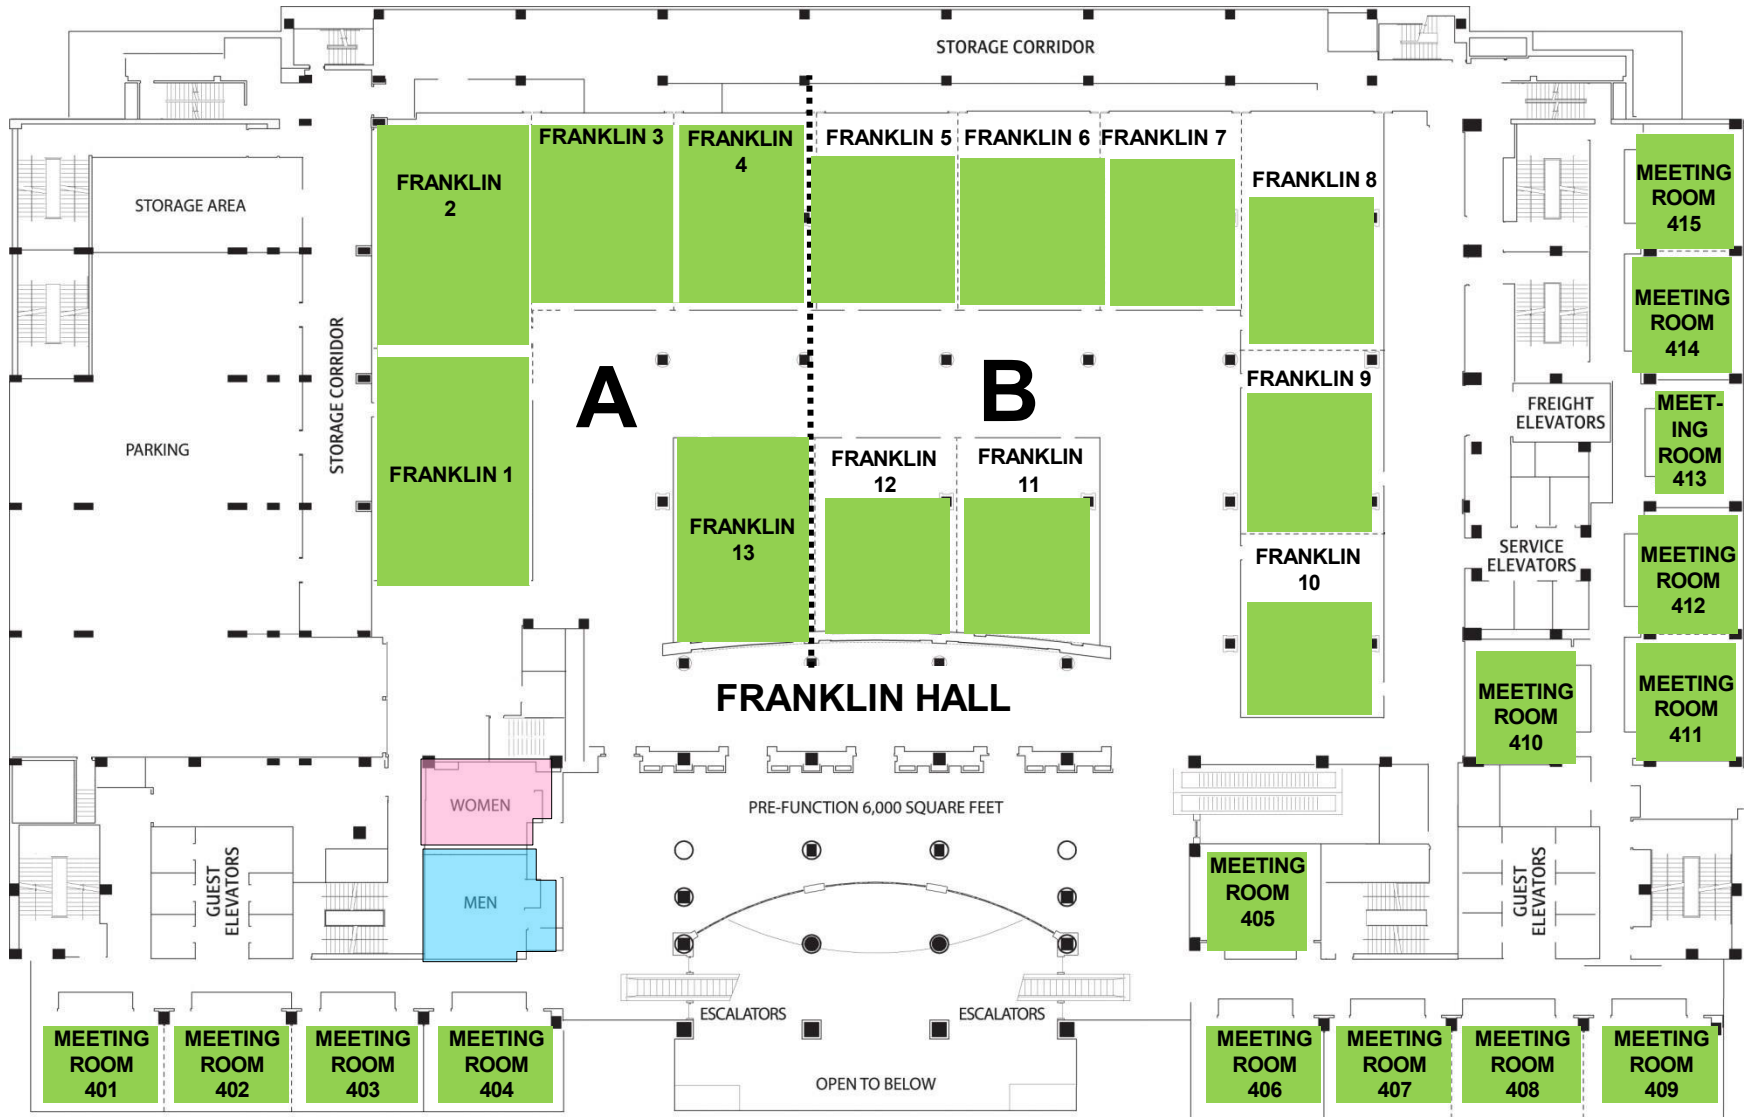 STORAGE CORRIDOR
FRANKLIN 3
FRANKLIN
4
FRANKLIN 5
FRANKLIN 6
FRANKLIN 7
FRANKLIN
2
FRANKLIN 8
MEETING
ROOM
415
STORAGE AREA
MEETING
ROOM
414
STORAGE CORRIDOR
A
B
FRANKLIN 9
FREIGHT
ELEVATORS
MEET-
ING
ROOM
413
PARKING
FRANKLIN 1
FRANKLIN
12
FRANKLIN
11
FRANKLIN
13
FRANKLIN
10
SERVICE
ELEVATORS
MEETING
ROOM
412
FRANKLIN HALL
MEETING
ROOM
410
MEETING
ROOM
411
WOMEN
PRE-FUNCTION 6,000 SQUARE FEET
MEN
GUEST
ELEVATORS
MEETING
ROOM
405
GUEST
ELEVATORS
ESCALATORS
ESCALATORS
MEETING
ROOM
401
MEETING
ROOM
402
MEETING
ROOM
403
MEETING
ROOM
404
OPEN TO BELOW
MEETING
ROOM
406
MEETING
ROOM
407
MEETING
ROOM
408
MEETING
ROOM
409